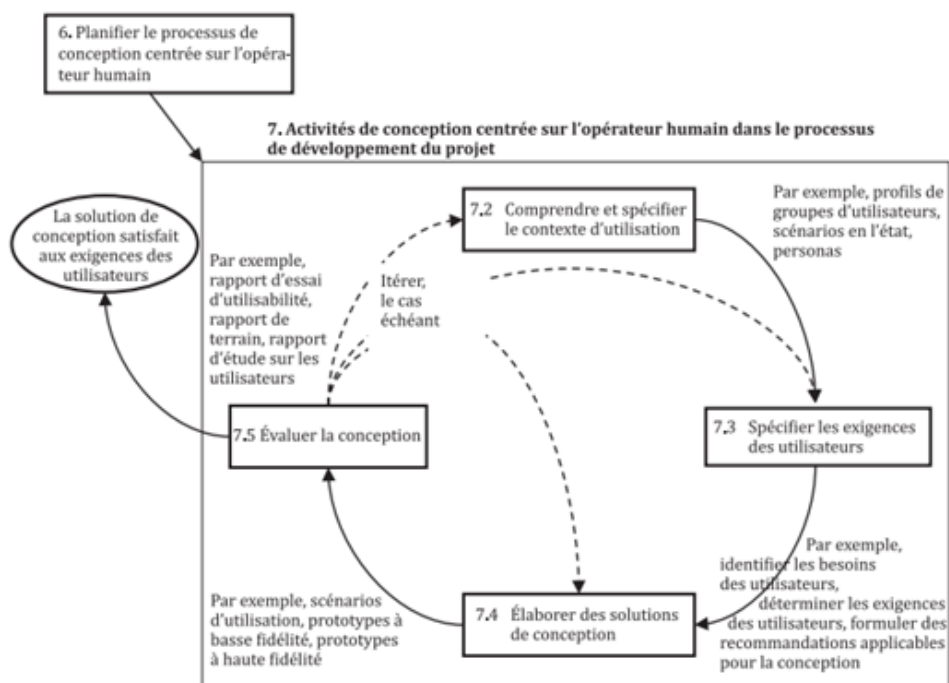 6. Planifier le processus de
conception centrée sur l'opéra-
teur humain
7. Activités de conception centrée sur l'opérateur humain dans le processus
de développement du projet
La solution de
conception satisfait
aux exigences des
utilisateurs
7.2 Comprendre et spécifier
le contexte d'utilisation
Par exemple, profils de
groupes d'utilisateurs,
scénarios en l'état,
personas
Par exemple,
rapport d'essai
d'utilisabilité,
rapport de
terrain, rapport
d'étude sur les
utilisateurs
Itérer,
le cas
échéant
7.5 Évaluer la conception
7.3 Spécifier les exigences
des utilisateurs
Par exemple,
identifier les besoins
des utilisateurs,
déterminer les exigences
des utilisateurs, formuler des
recommandations applicables
pour la conception
7.4 Élaborer des solutions
de conception
Par exemple, scénarios
d'utilisation, prototypes à
basse fidélité, prototypes
à haute fidélité